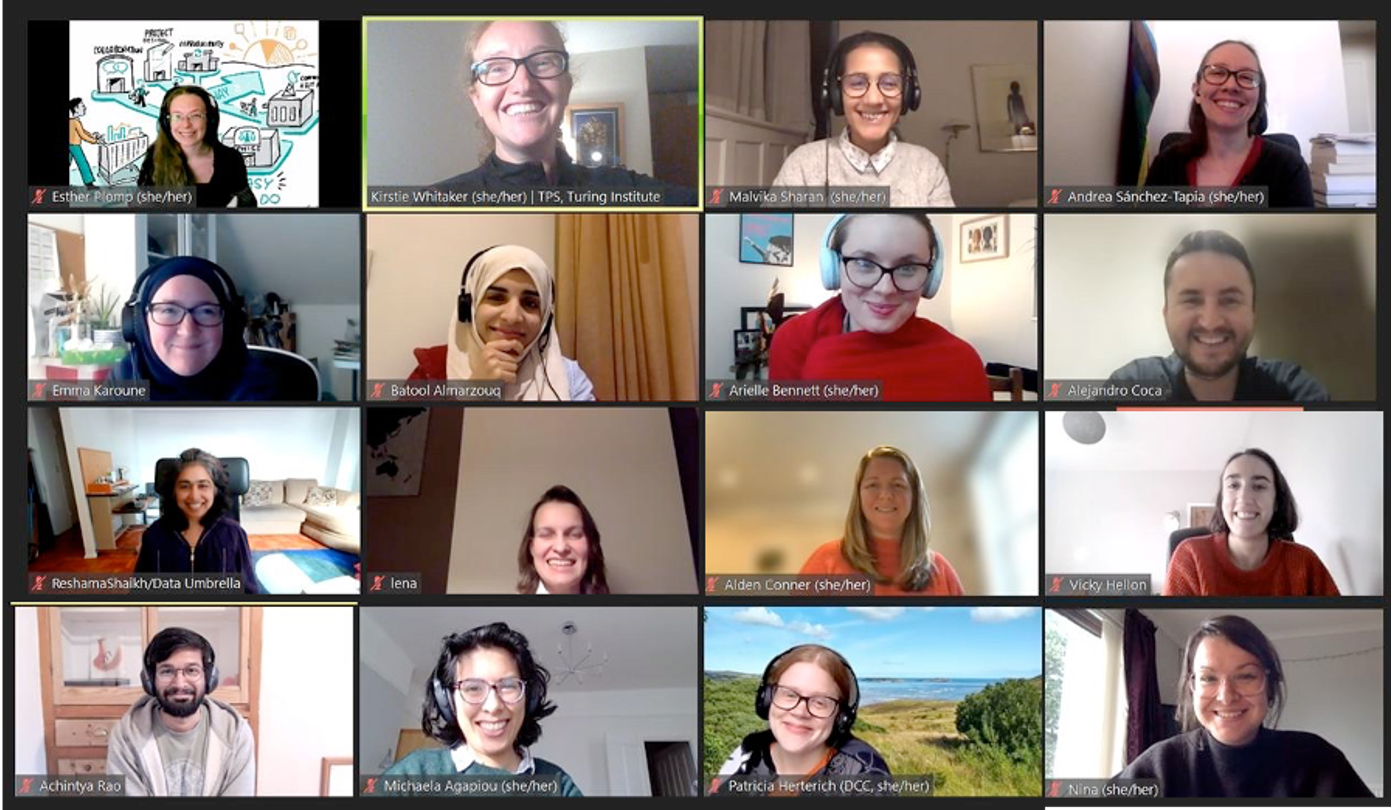 COLLABORATION
PROJECT
WAY
Esther Plomp (she/her)
Kirstie Whitaker (she/her) | TPS, Turing Institute
Malvika Sharan (she/her)
Andrea Sánchez-Tapia (she/her)
Emma Karoune
Batool Almarzouq
Arielle Bennett (she/her)
Alejandro Coca
ReshamaShaikh/Data Umbrella
lena
Alden Conner (she/her)
Vicky Hellon
Achintya Rao
Michaela Agapiou (she/her)
Patricia Herterich (DCC, she/her)
Nina (she/her)